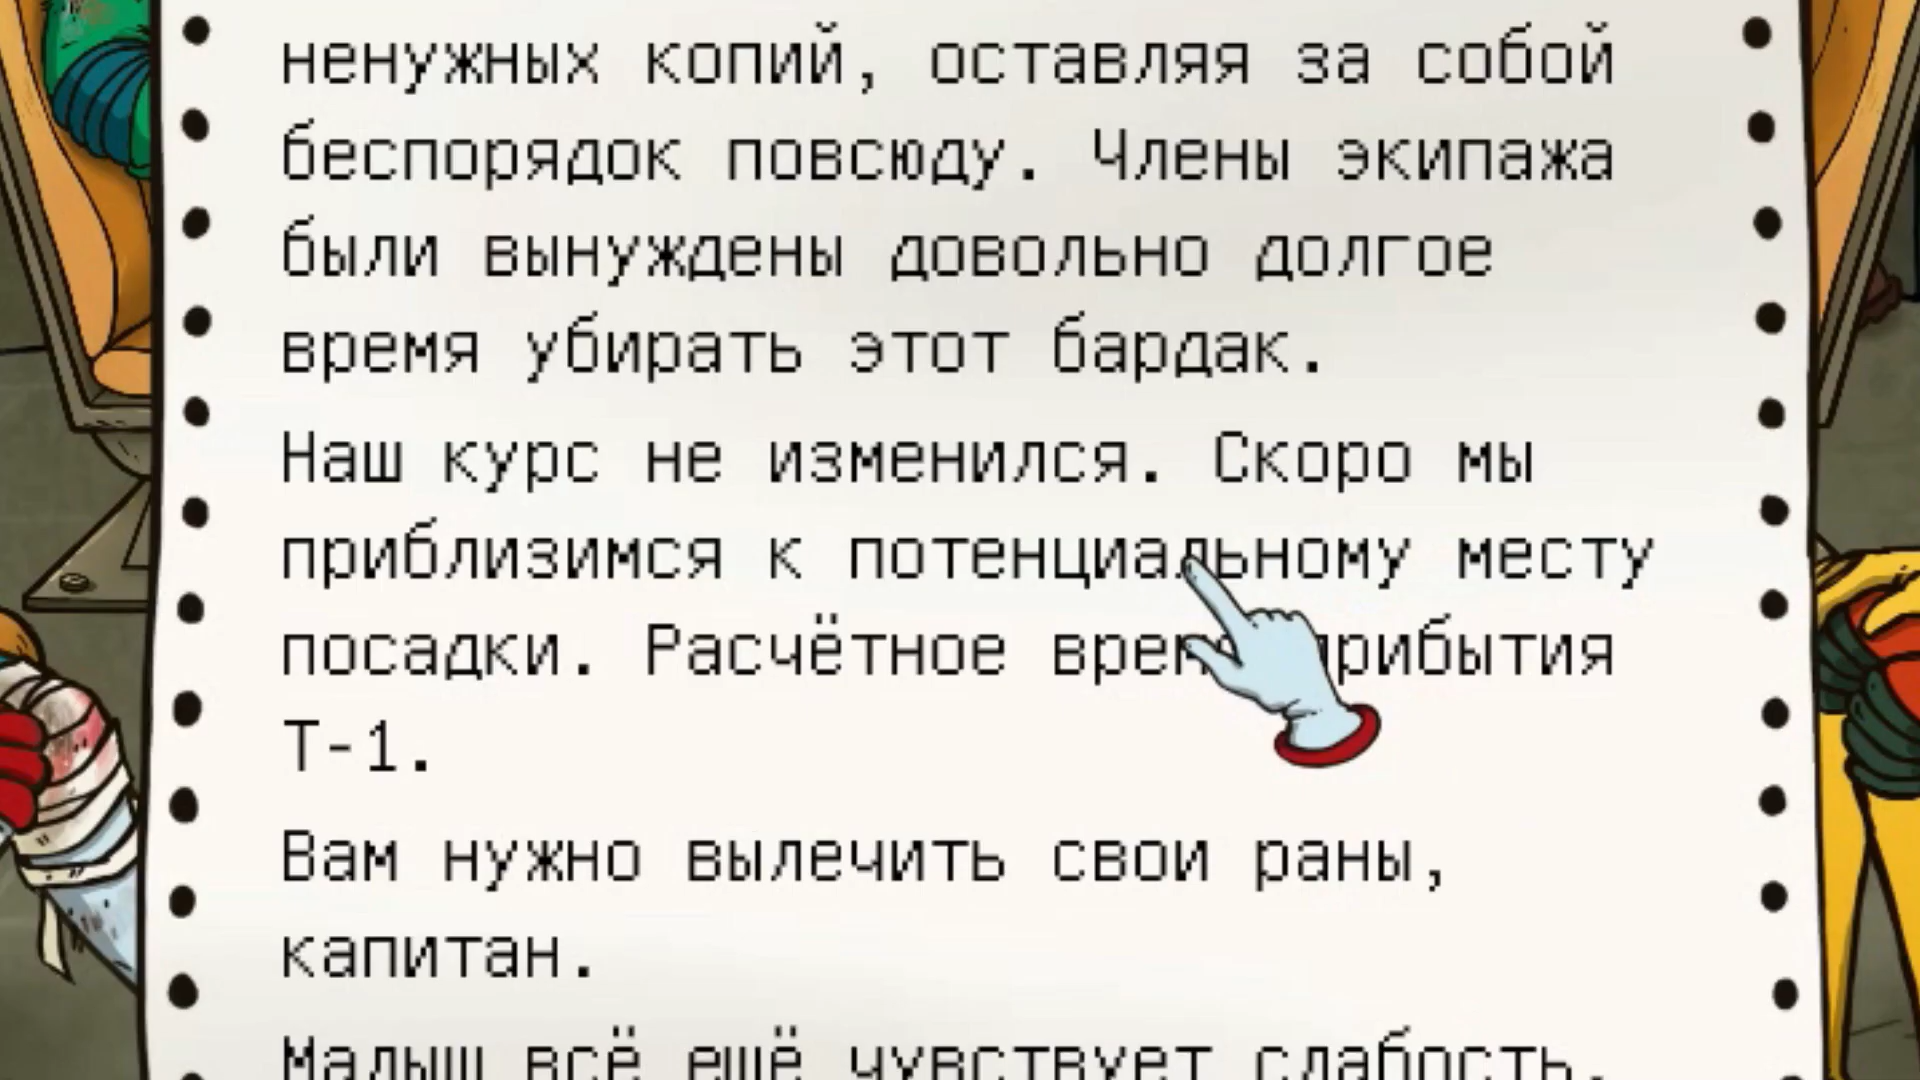 ненужных копий, оставляя за собой
беспорядок повсюду. Члены экипажа
были вынуждены довольно долгое
время убирать этот бардак.
Наш курс не изменился. Скоро мы
приблизимся к потенциальному месту
посадки. Расчётное время прибытия
Т-1.
Вам нужно вылечить свои раны,
капитан.
Малыш всё ещё чувствует слабость.